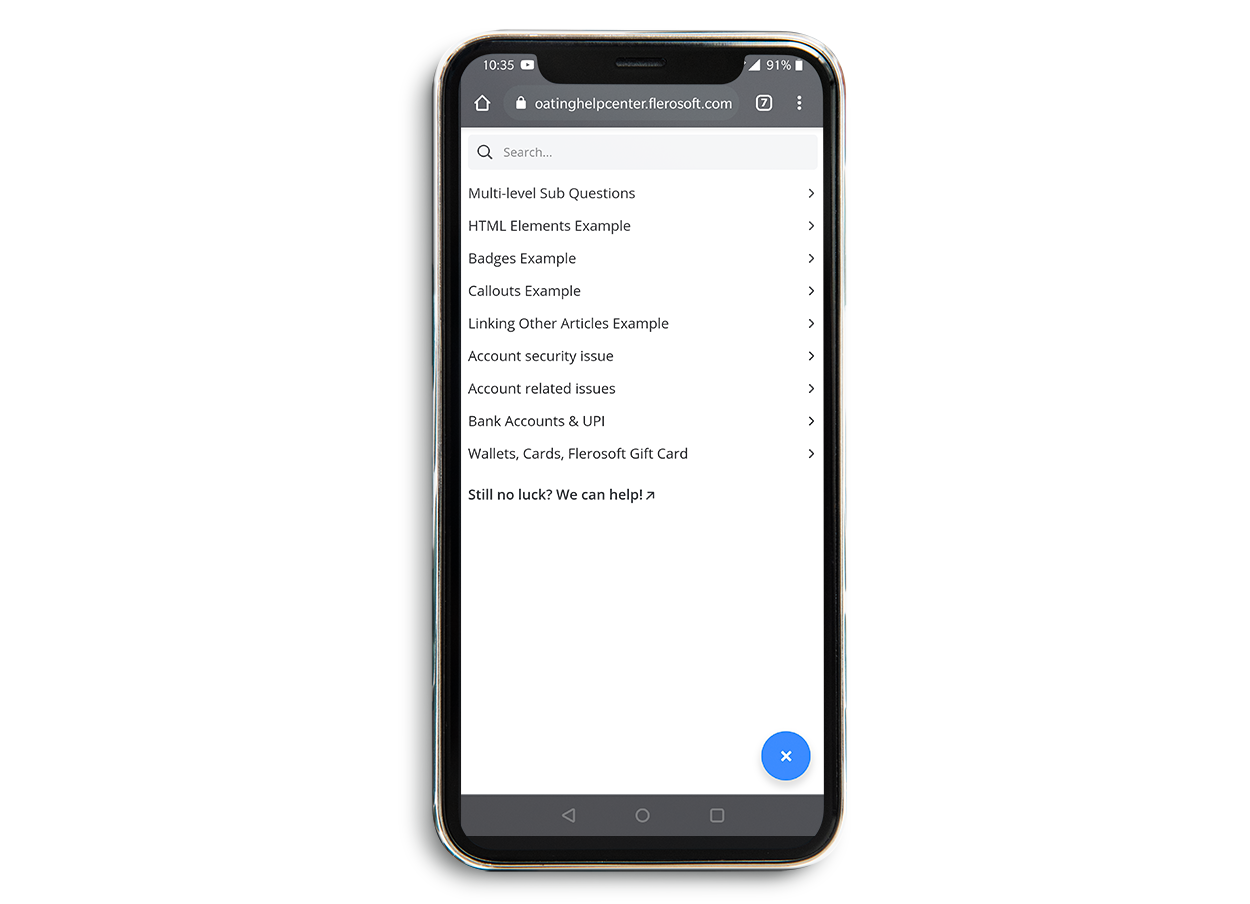 10:35
91%
oatinghelpcenter.flerosoft.com
7
Search...
Multi-level Sub Questions
HTML Elements Example
Badges Example
Callouts Example
Linking Other Articles Example
Account security issue
Account related issues
Bank Accounts & UPI
Wallets, Cards, Flerosoft Gift Card
Still no luck? We can help!